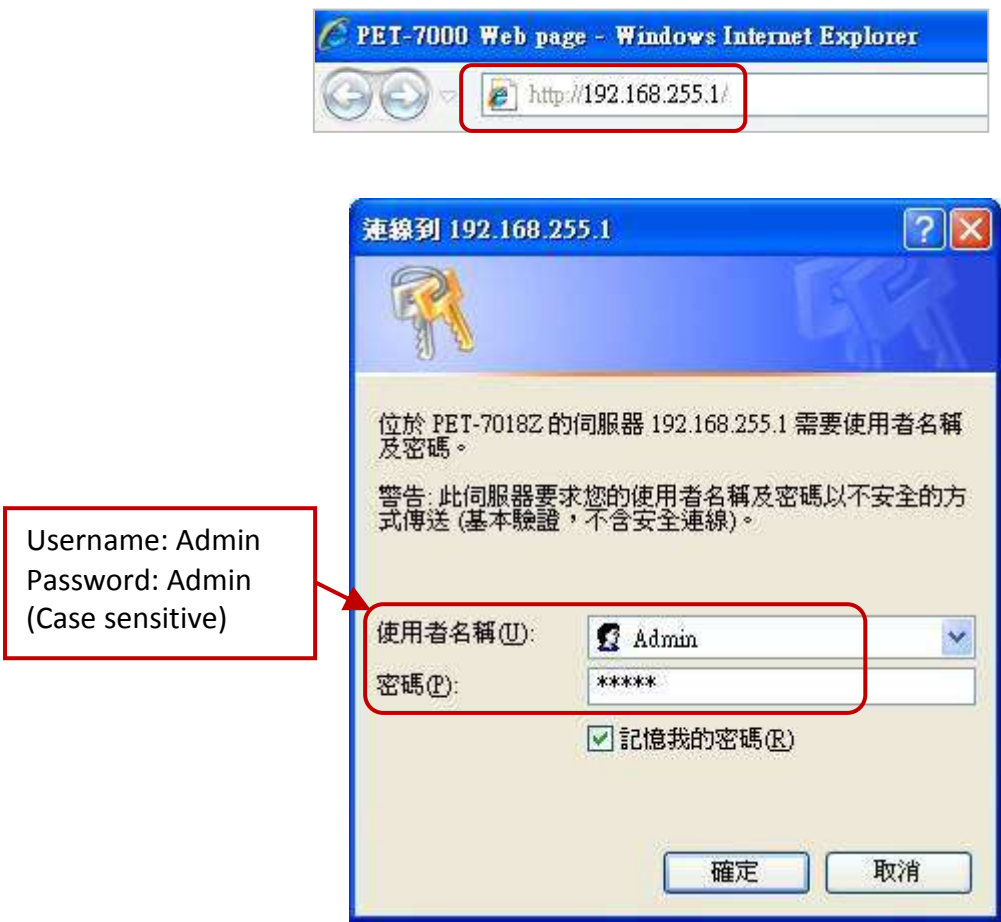 PET-7000 Web page - Windows Internet Explorer
http://192.168.255.1/
連線到 192.168.255.1
位於 PET-7018Z 的伺服器 192.168.255.1 需要使用者名稱
及密碼。
警告: 此伺服器要求您的使用者名稱及密碼以不安全的方
式傳送 (基本驗證，不含安全連線)。
Username: Admin
Password: Admin
(Case sensitive)
使用者名稱(U):
Admin
密碼(P):
*****
記憶我的密碼(R)
確定
取消